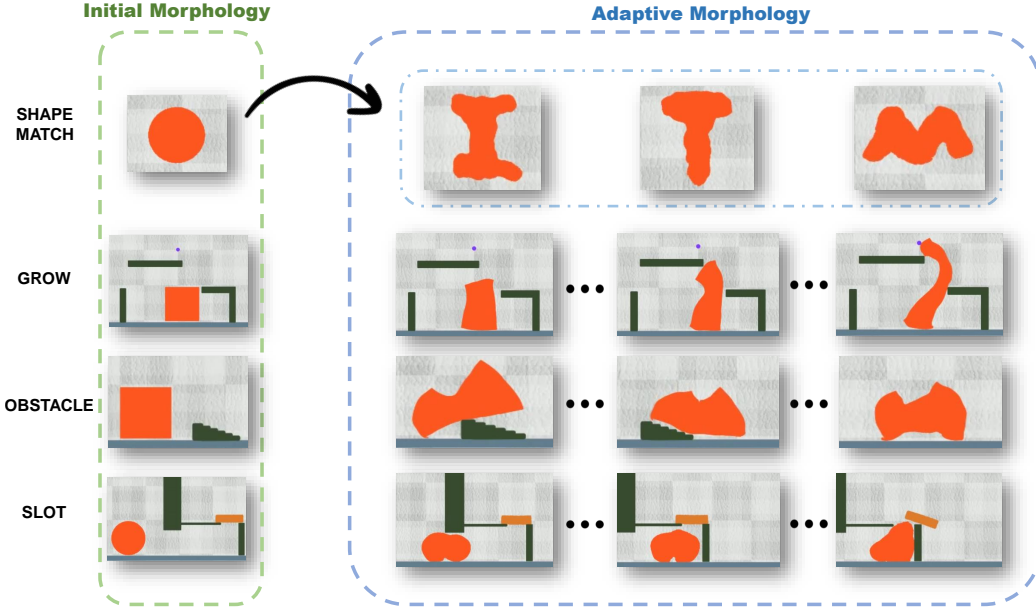 Initial Morphology
Adaptive Morphology
SHAPE
MATCH
GROW
OBSTACLE
SLOT